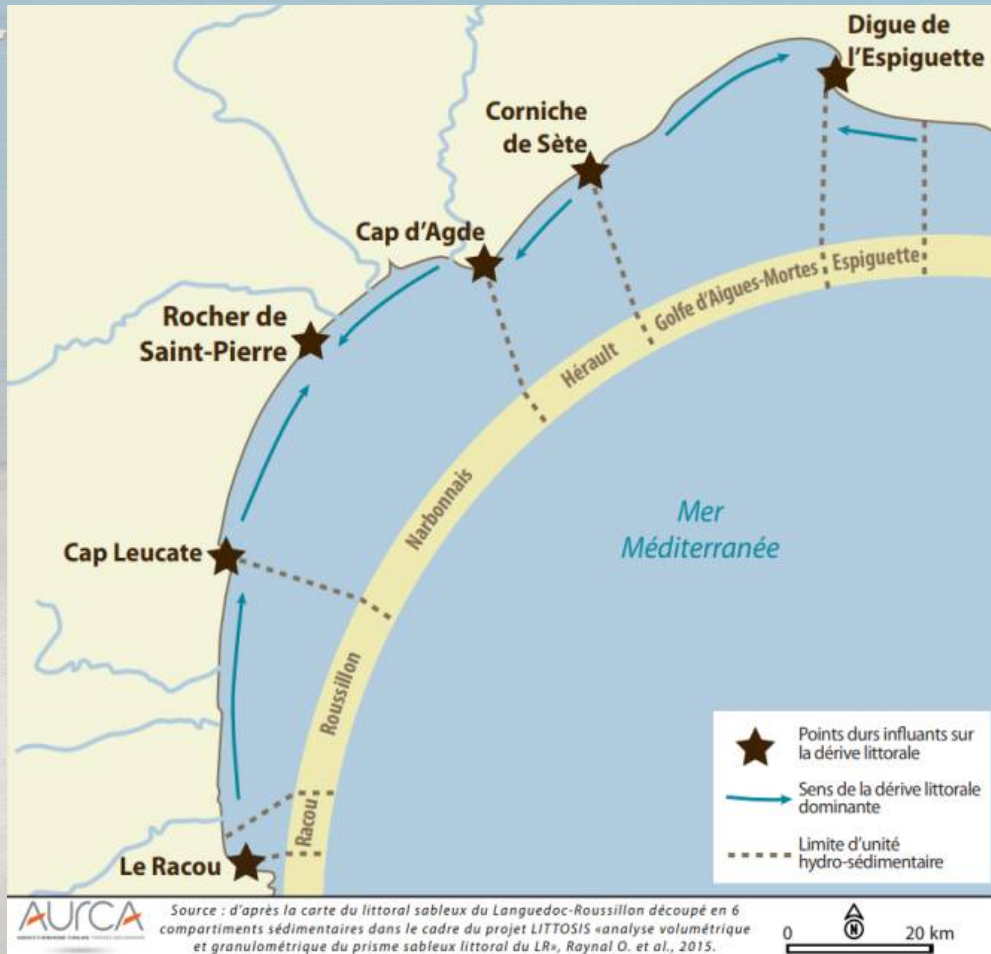 Digue de
l'Espiguette
Corniche
de Sète
Cap d'Agde
Rocher de
Saint-Pierre
Cap Leucate
Le Racou
Espiguette
Golfe d'Aigues-Mortes
Hérault
Narbonnais
Roussillon
Racou
Mer
Méditerranée
Points durs influants sur
la dérive littorale
Sens de la dérive littorale
dominante
Limite d'unité
hydro-sédimentaire
AURCA
Source : d'après la carte du littoral sableux du Languedoc-Roussillon découpé en 6
compartiments sédimentaires dans le cadre du projet LITTOSIS «analyse volumétrique
et granulométrique du prisme sableux littoral du LR», Raynal O. et al., 2015.
N
0 20 km